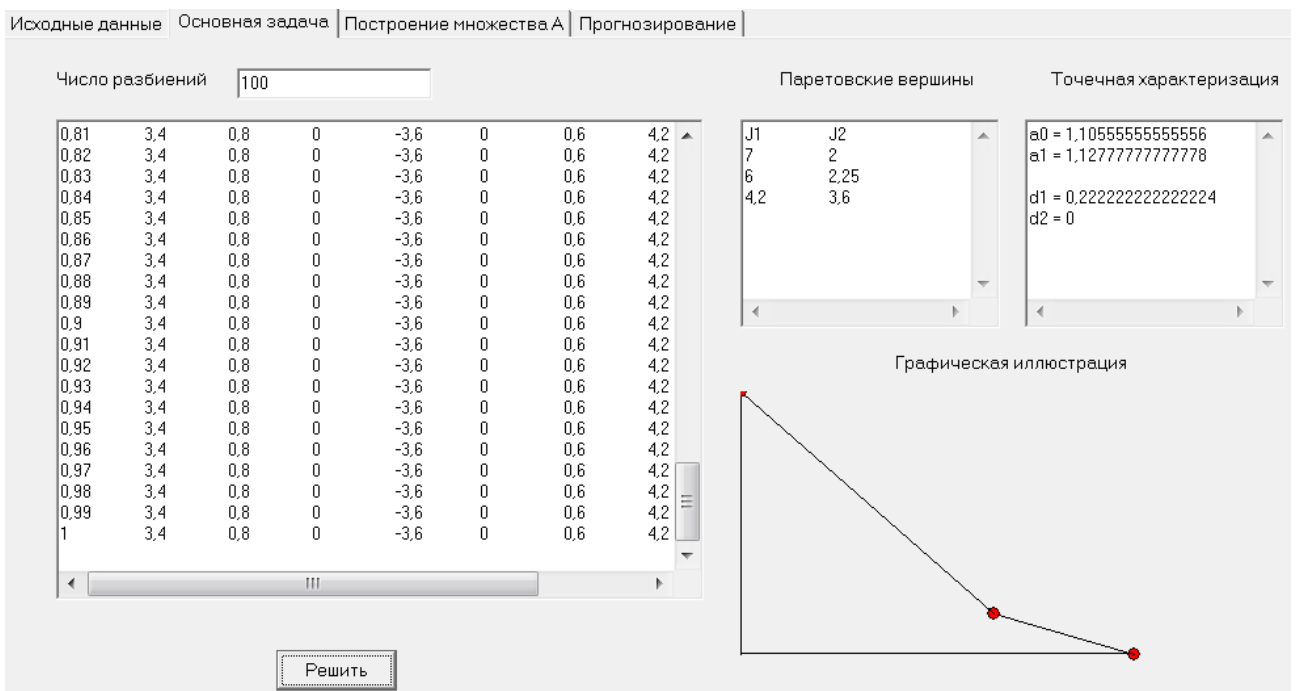 Исходные данные Основная задача Построение множества А Прогнозирование
Число разбиений 100
0,81 3,4 0,8 0 -3,6 0 0,6 4,2
0,82 3,4 0,8 0 -3,6 0 0,6 4,2
0,83 3,4 0,8 0 -3,6 0 0,6 4,2
0,84 3,4 0,8 0 -3,6 0 0,6 4,2
0,85 3,4 0,8 0 -3,6 0 0,6 4,2
0,86 3,4 0,8 0 -3,6 0 0,6 4,2
0,87 3,4 0,8 0 -3,6 0 0,6 4,2
0,88 3,4 0,8 0 -3,6 0 0,6 4,2
0,89 3,4 0,8 0 -3,6 0 0,6 4,2
0,9 3,4 0,8 0 -3,6 0 0,6 4,2
0,91 3,4 0,8 0 -3,6 0 0,6 4,2
0,92 3,4 0,8 0 -3,6 0 0,6 4,2
0,93 3,4 0,8 0 -3,6 0 0,6 4,2
0,94 3,4 0,8 0 -3,6 0 0,6 4,2
0,95 3,4 0,8 0 -3,6 0 0,6 4,2
0,96 3,4 0,8 0 -3,6 0 0,6 4,2
0,97 3,4 0,8 0 -3,6 0 0,6 4,2
0,98 3,4 0,8 0 -3,6 0 0,6 4,2
0,99 3,4 0,8 0 -3,6 0 0,6 4,2
1 3,4 0,8 0 -3,6 0 0,6 4,2
Решить
Паретовские вершины
J1 J2
7 2
6 2,25
4,2 3,6
Точечная характеризация
a0 = 1,10555555555556
a1 = 1,12777777777778
d1 = 0,222222222222224
d2 = 0
Графическая иллюстрация